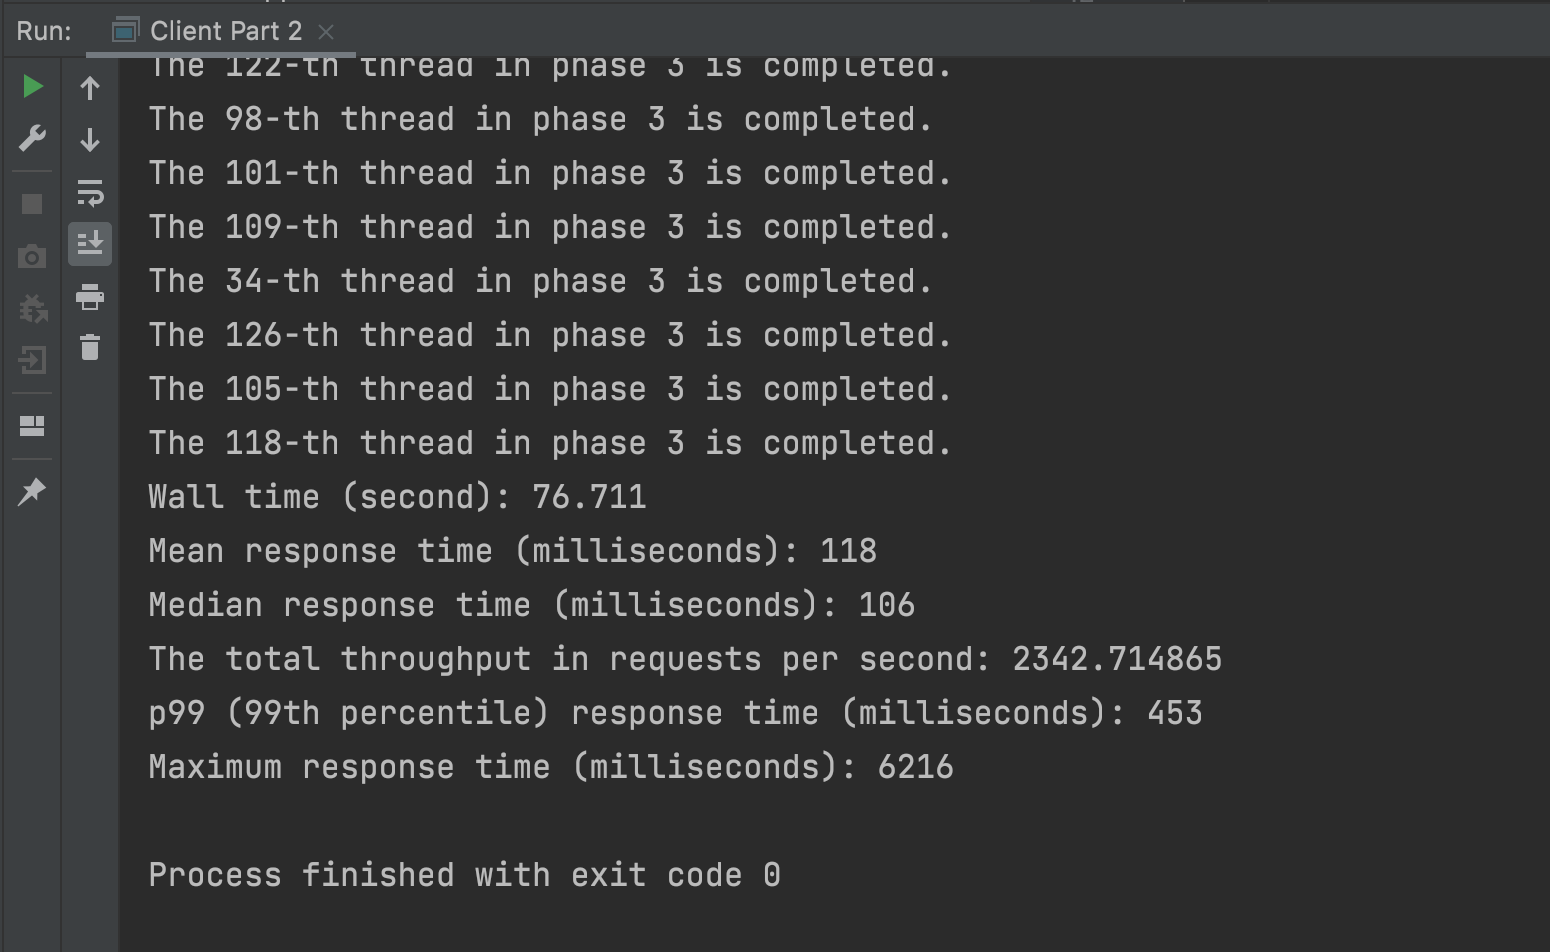 Run:
Client Part 2
The 122-th thread in phase 3 is completed.
The 98-th thread in phase 3 is completed.
The 101-th thread in phase 3 is completed.
The 109-th thread in phase 3 is completed.
The 34-th thread in phase 3 is completed.
The 126-th thread in phase 3 is completed.
The 105-th thread in phase 3 is completed.
The 118-th thread in phase 3 is completed.
Wall time (second): 76.711
Mean response time (milliseconds): 118
Median response time (milliseconds): 106
The total throughput in requests per second: 2342.714865
p99 (99th percentile) response time (milliseconds): 453
Maximum response time (milliseconds): 6216
Process finished with exit code 0